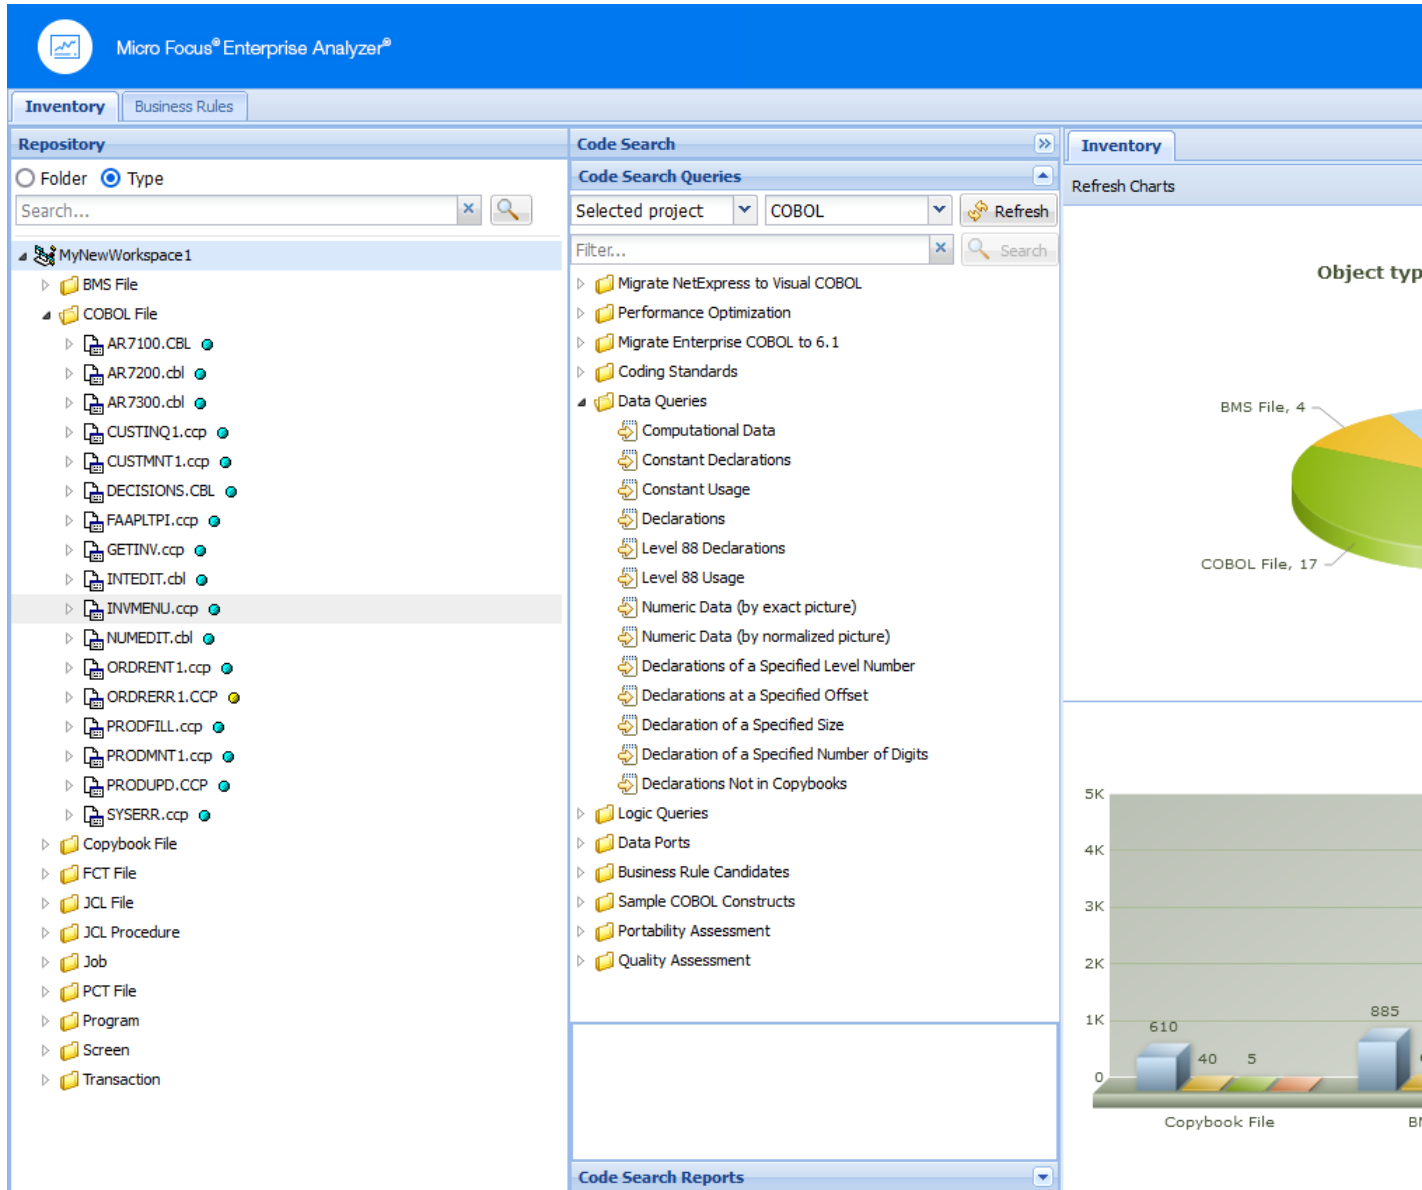 Micro Focus® Enterprise Analyzer®
Inventory
Business Rules
Repository
Folder
Type
Search...
MyNewWorkspace1
BMS File
COBOL File
AR7100.CBL
AR7200.cbl
AR7300.cbl
CUSTINQ1.ccp
CUSTMNT1.ccp
DECISIONS.CBL
FAAPLTPI.ccp
GETINV.ccp
INTEDIT.cbl
INVMENU.ccp
NUMEDIT.cbl
ORDRENT1.ccp
ORDRERR1.CCP
PRODFILL.ccp
PRODMNT1.ccp
PRODUPD.CCP
SYSERR.ccp
Copybook File
FCT File
JCL File
JCL Procedure
Job
PCT File
Program
Screen
Transaction
Code Search
Code Search Queries
Selected project
COBOL
Refresh
Filter...
Search
Migrate NetExpress to Visual COBOL
Performance Optimization
Migrate Enterprise COBOL to 6.1
Coding Standards
Data Queries
Computational Data
Constant Declarations
Constant Usage
Declarations
Level 88 Declarations
Level 88 Usage
Numeric Data (by exact picture)
Numeric Data (by normalized picture)
Declarations of a Specified Level Number
Declarations at a Specified Offset
Declaration of a Specified Size
Declaration of a Specified Number of Digits
Declarations Not in Copybooks
Logic Queries
Data Ports
Business Rule Candidates
Sample COBOL Constructs
Portability Assessment
Quality Assessment
Code Search Reports
Inventory
Refresh Charts
Object typ
BMS File, 4
COBOL File, 17
5K
4K
3K
2K
1K
0
610
40
5
885
Copybook File